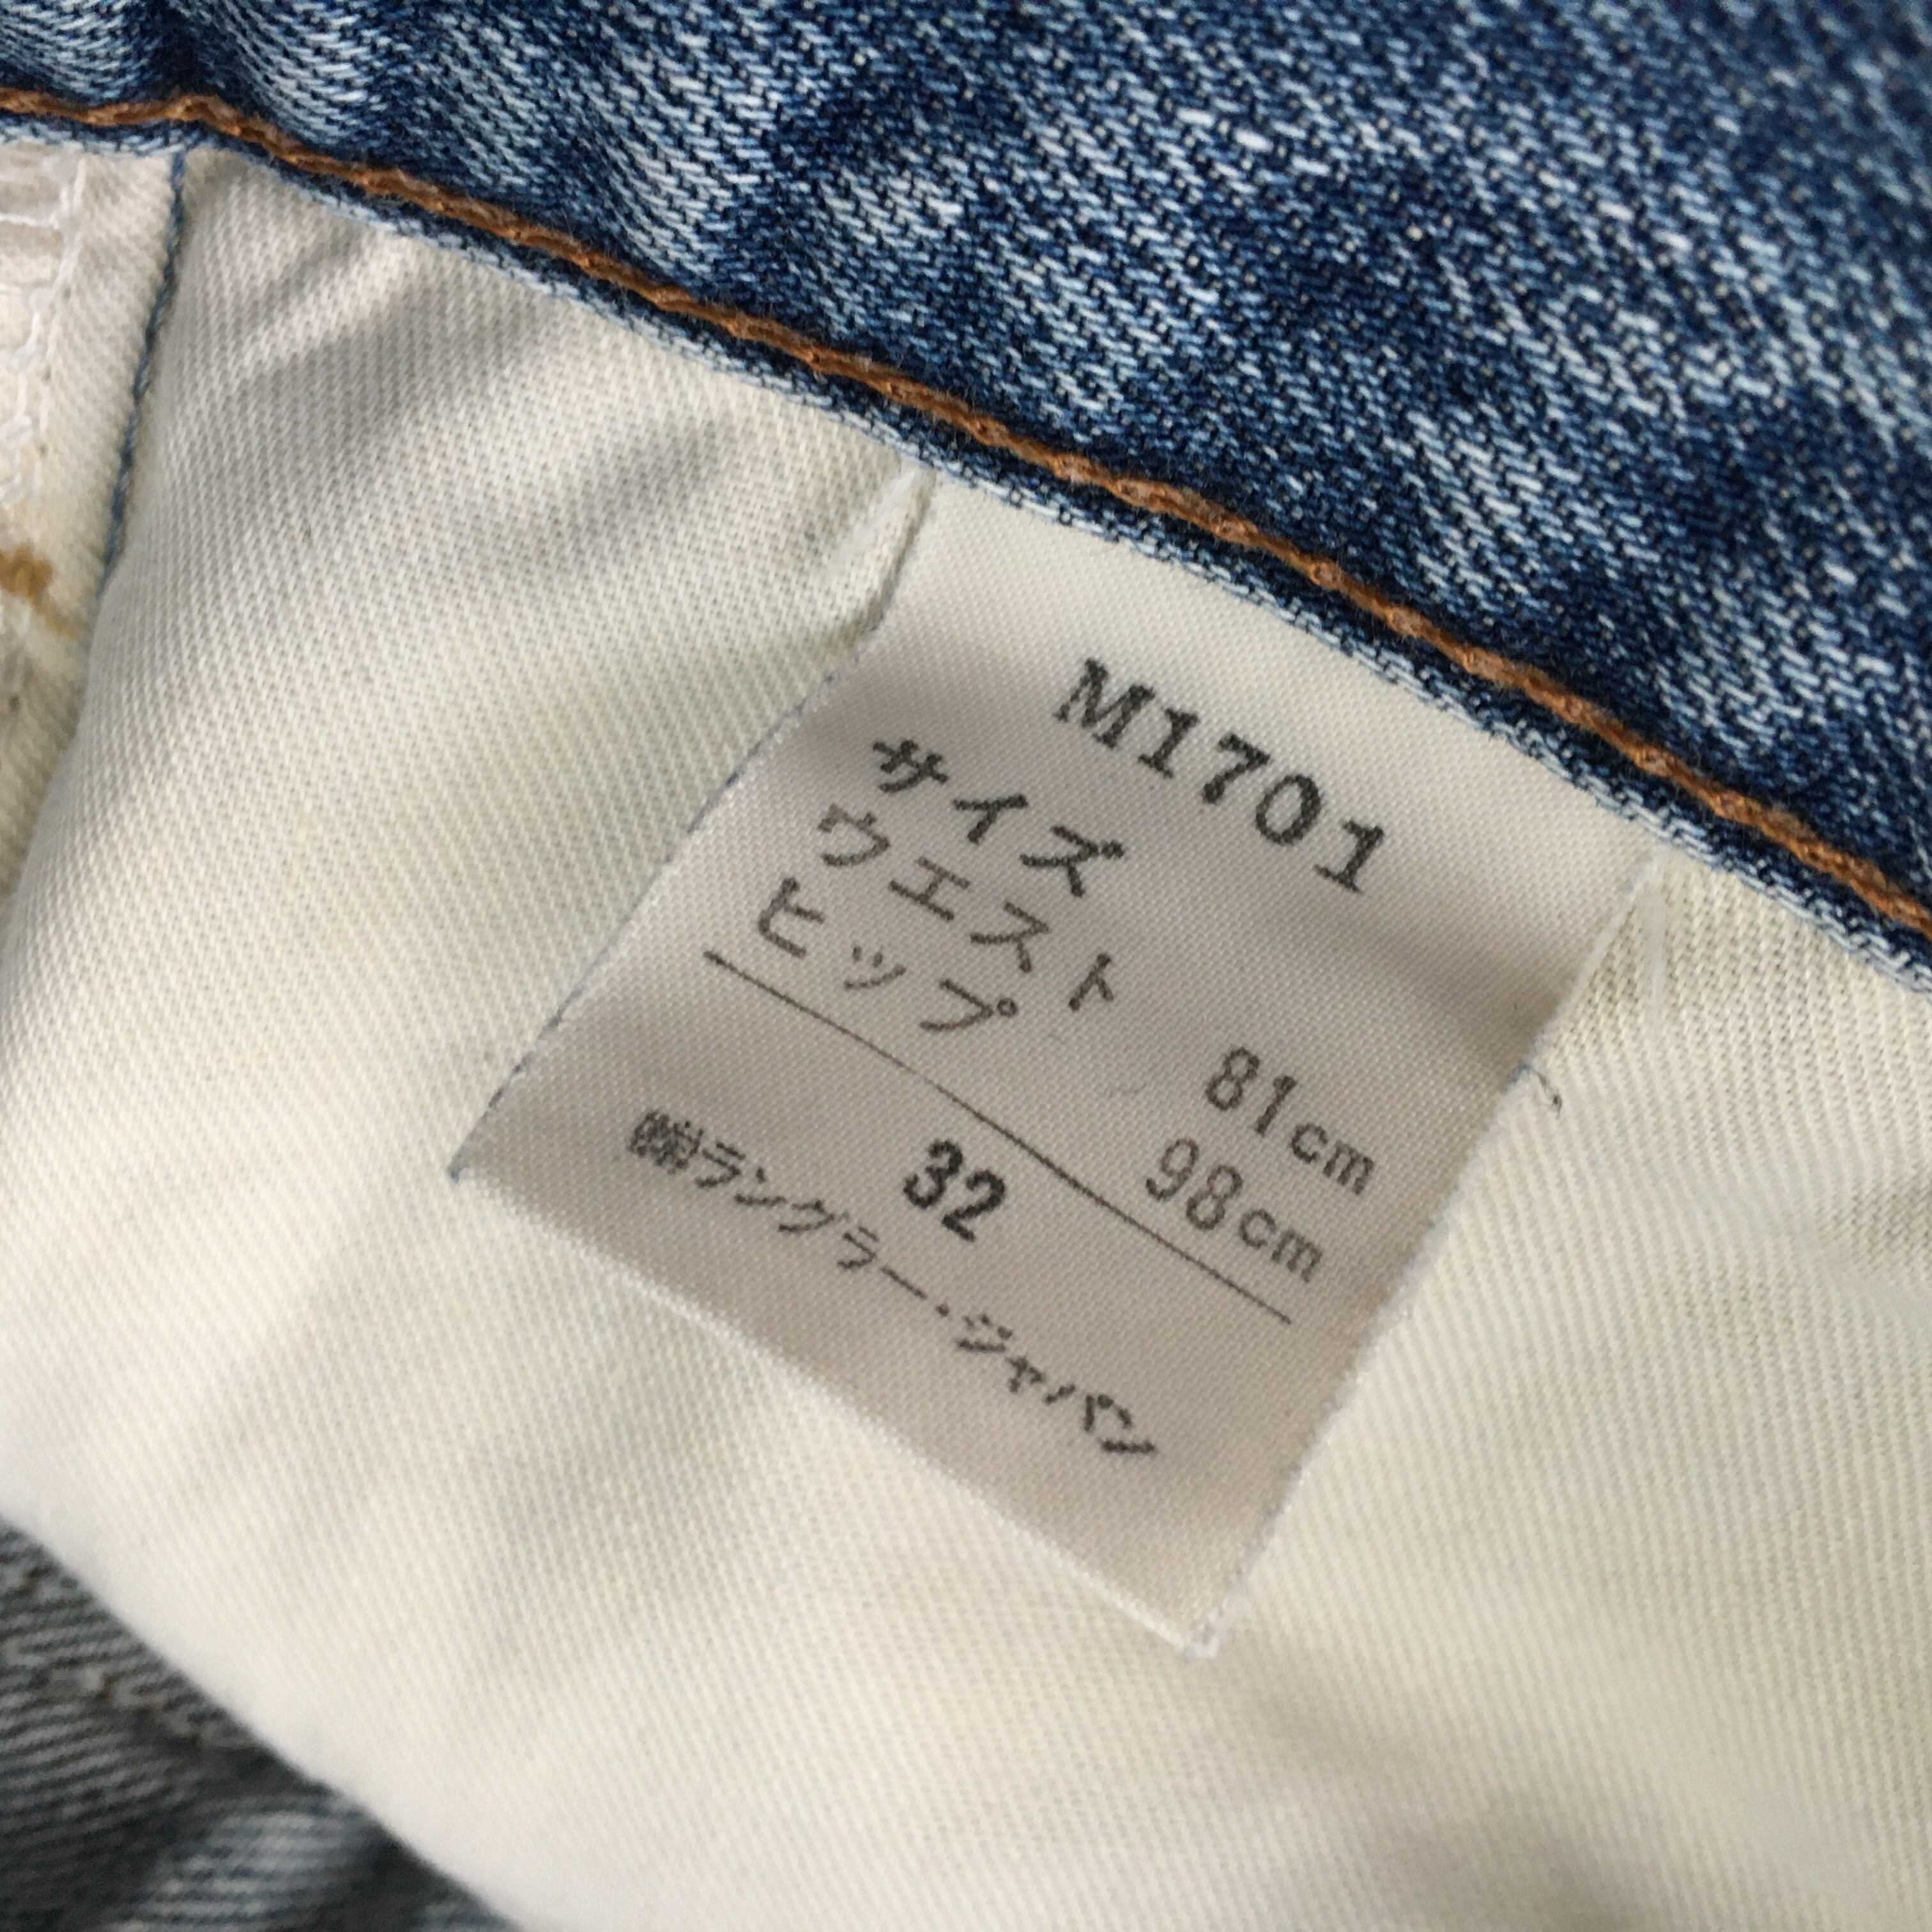 M1701
サイズ
ウエスト 81cm
ヒップ 98cm
32
㈱ラングラー・ジャパン